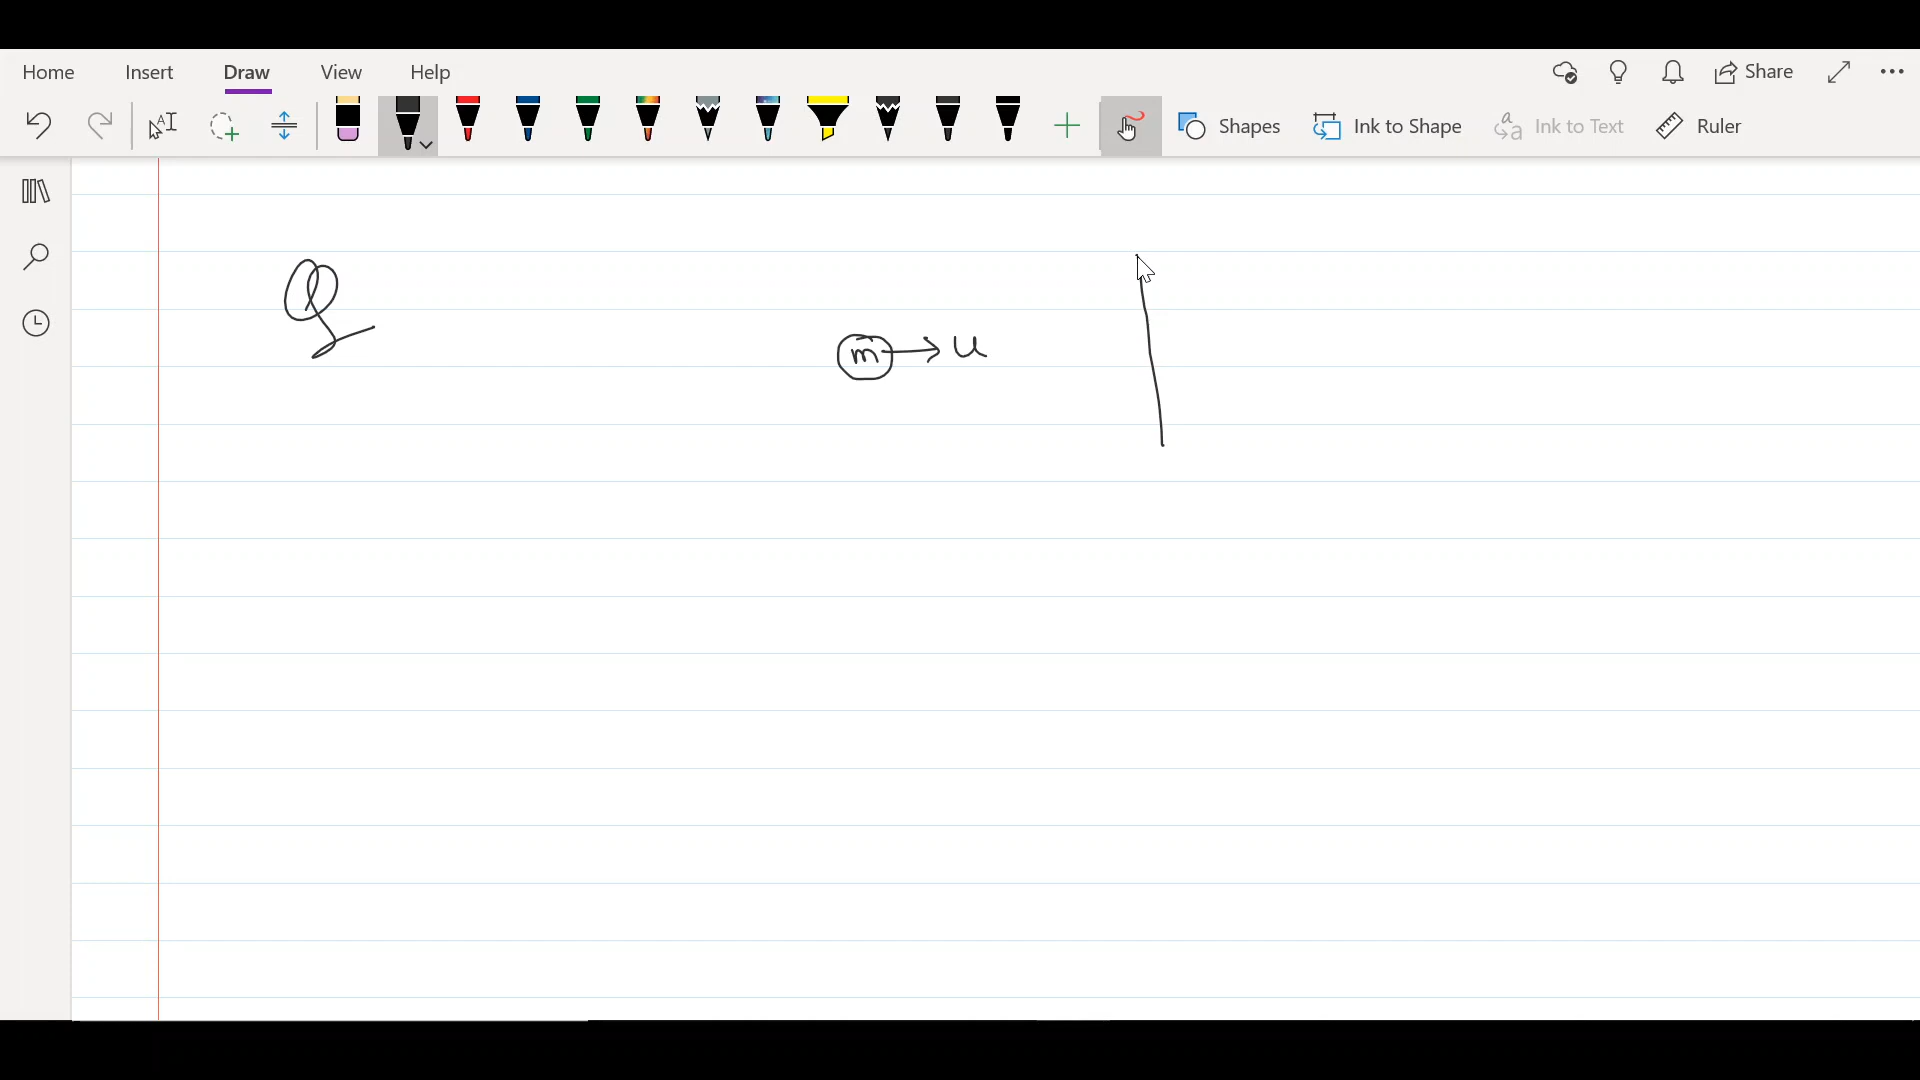 Home Insert Draw View Help Share
Shapes Ink to Shape Ink to Text Ruler
Q
m → u